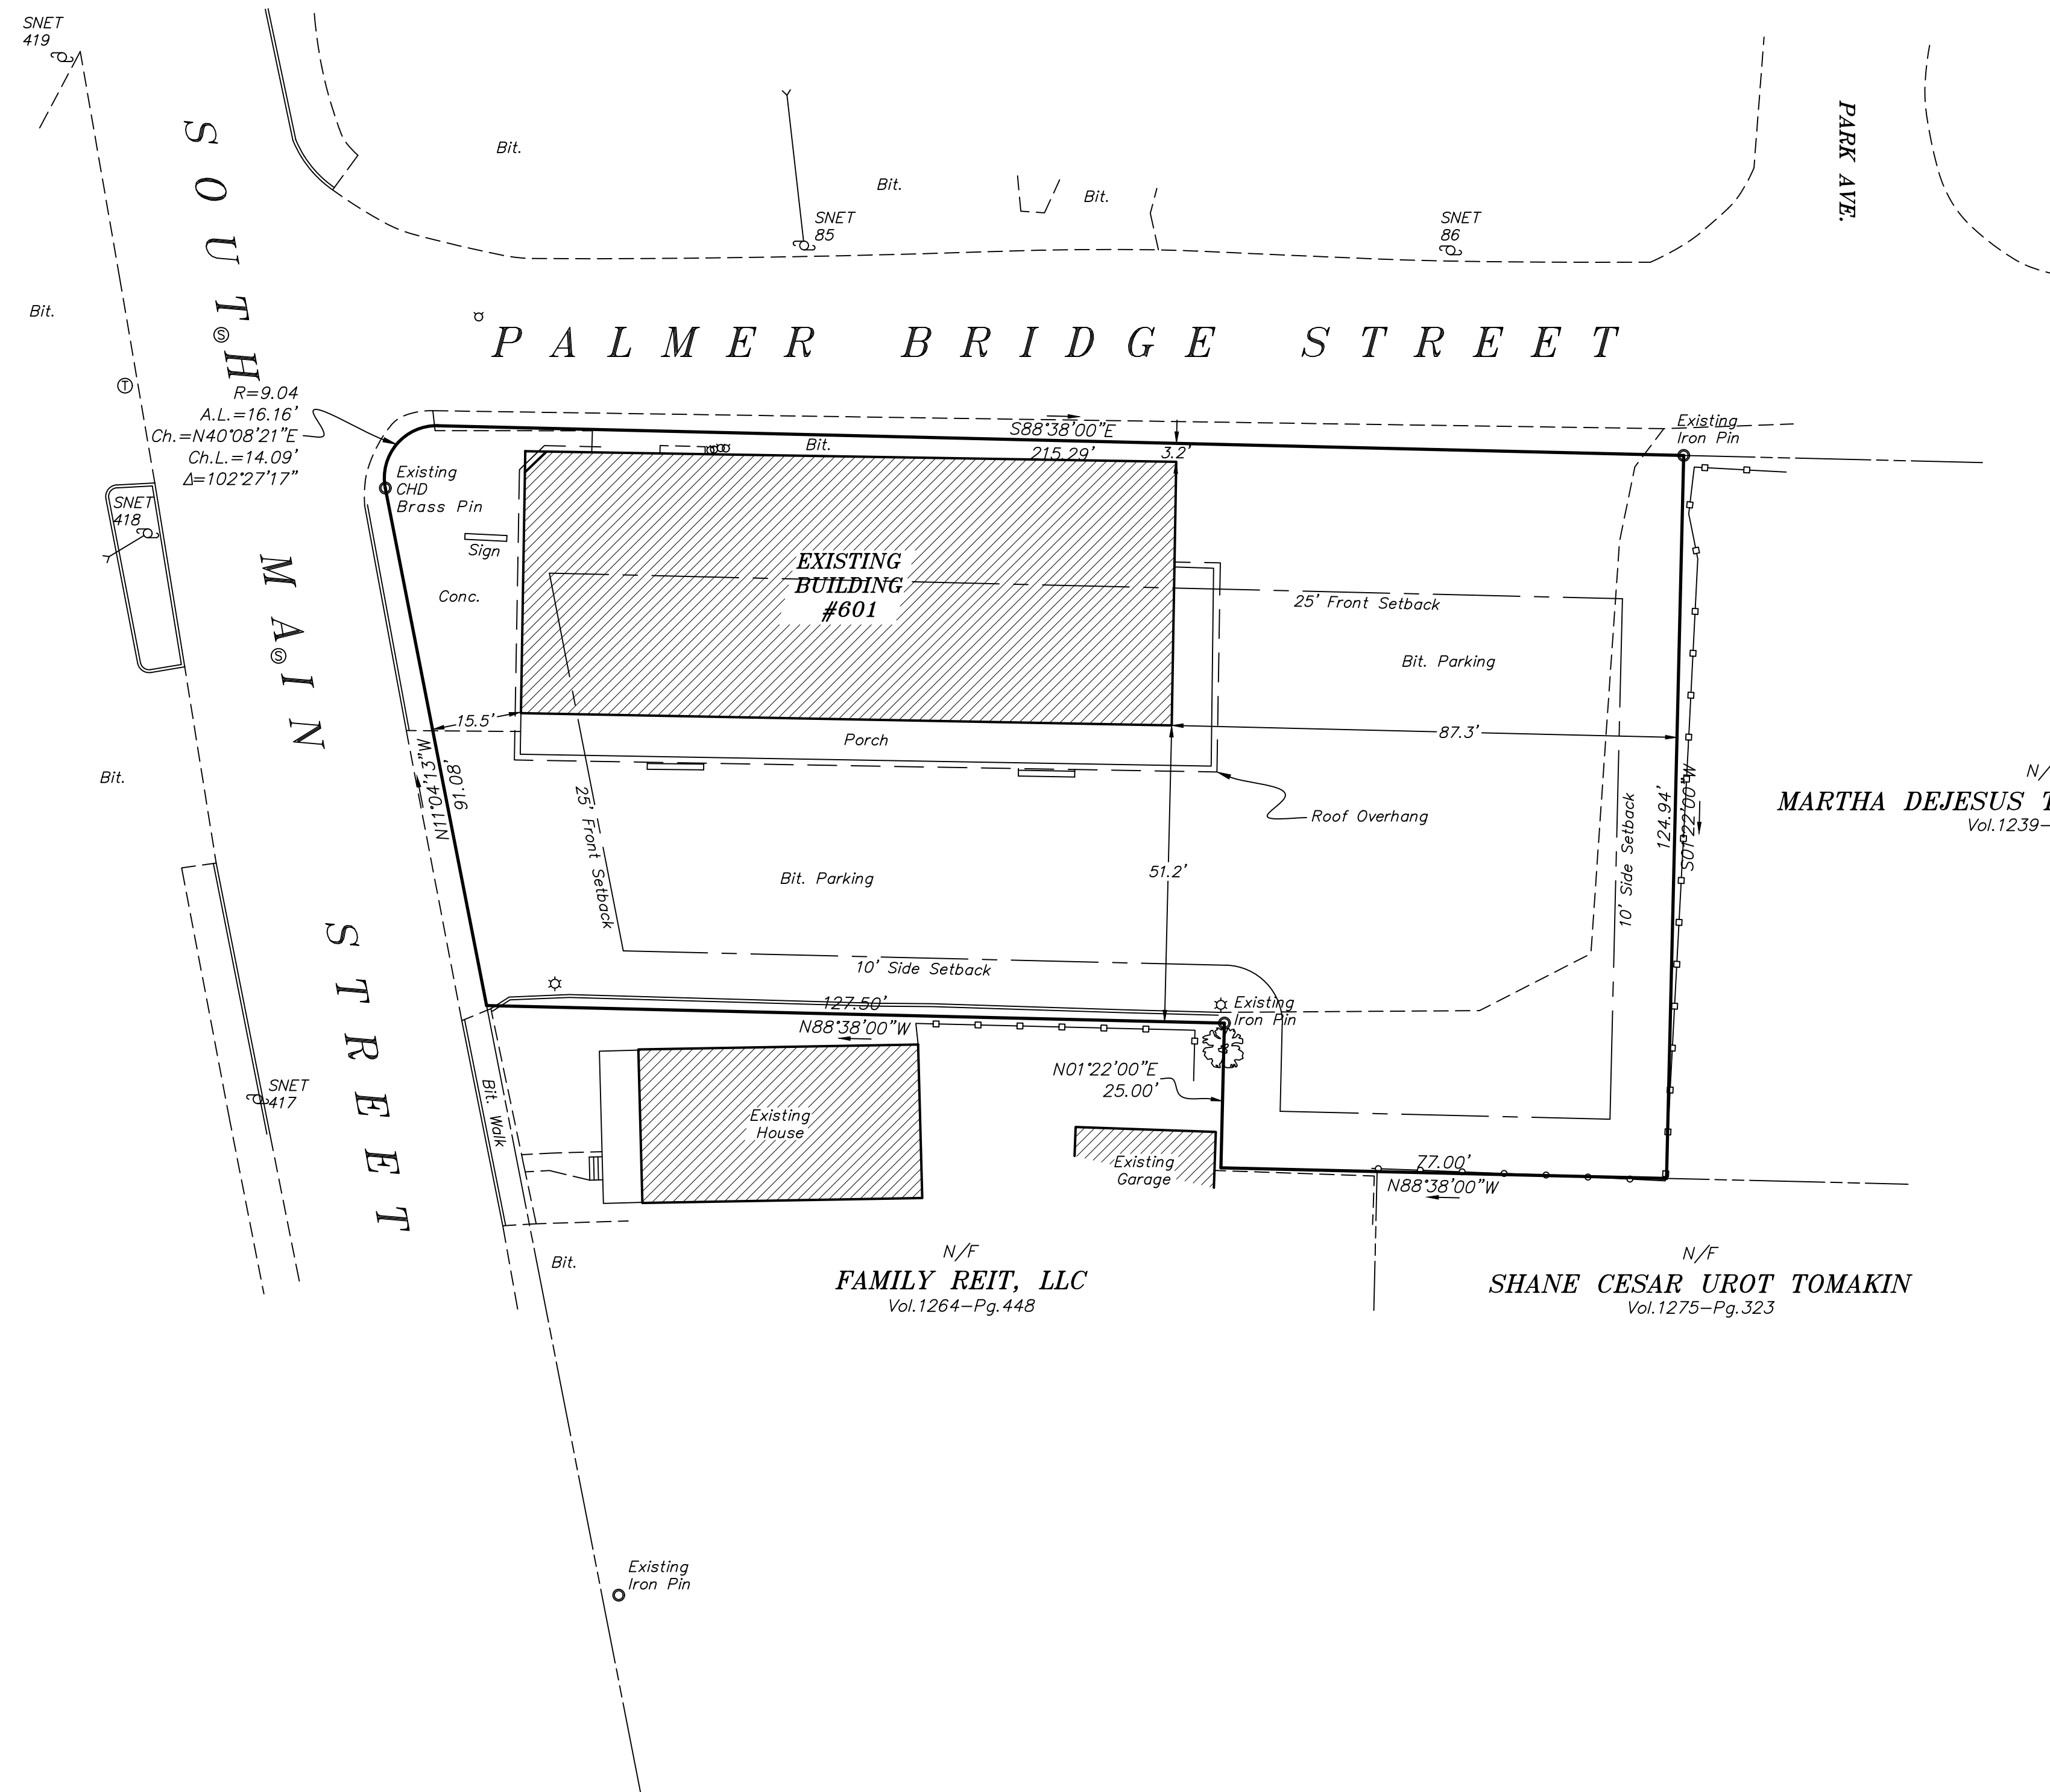 SNET
419
SOUTH MAIN STREET
PARK AVE.
Bit.
Bit.
Bit.
SNET
85
SNET
86
Bit.
PALMER BRIDGE STREET
S
T
R=9.04
A.L.=16.16'
Ch.=N40°08'21"E
Ch.L.=14.09'
Δ=102°27'17"
Existing
CHD
Brass Pin
Bit.
S88°38'00"E
215.29'
3.2'
Existing
Iron Pin
SNET
418
Sign
Conc.
EXISTING
BUILDING
#601
25' Front Setback
Bit. Parking
S
15.5'
Porch
87.3'
Bit.
N11°04'13"W
91.08'
25' Front Setback
Roof Overhang
10' Side Setback
124.94'
S01°22'00"W
N/
MARTHA DEJESUS T
Vol.1239-
51.2'
Bit. Parking
10' Side Setback
127.50'
N88°38'00"W
Existing
Iron Pin
N01°22'00"E
25.00'
SNET
417
Bit. Walk
Existing
House
Existing
Garage
77.00'
N88°38'00"W
Bit.
N/F
FAMILY REIT, LLC
Vol.1264-Pg.448
N/F
SHANE CESAR UROT TOMAKIN
Vol.1275-Pg.323
Existing
Iron Pin